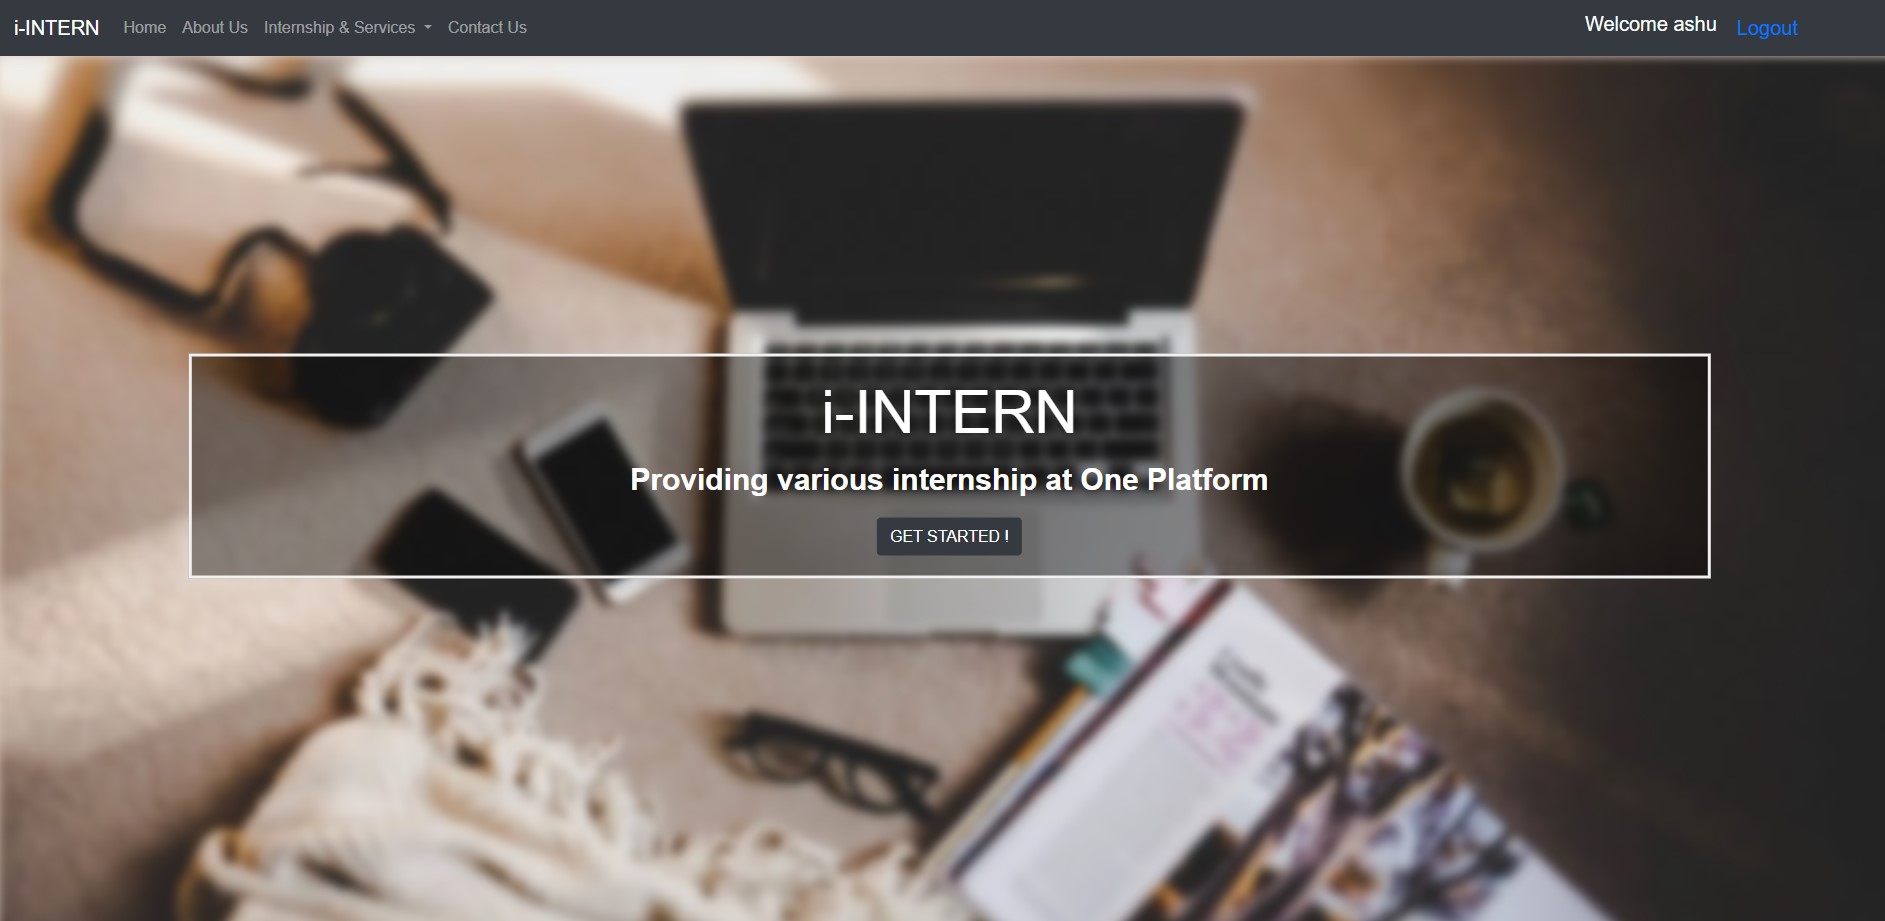 i-INTERN Home About Us Internship & Services Contact Us Welcome ashu Logout
i-INTERN
Providing various internship at One Platform
GET STARTED !